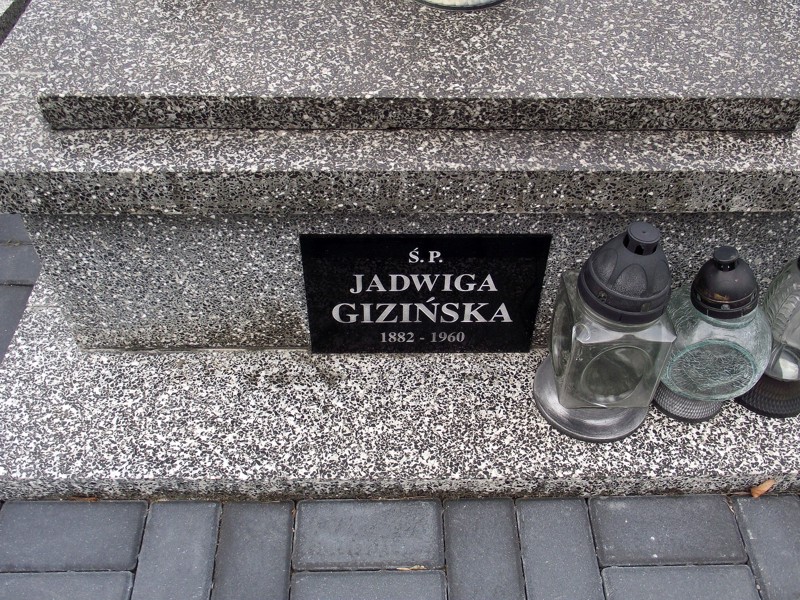 Ś. P.
JADWIGA
GIZIŃSKA
1882 - 1960